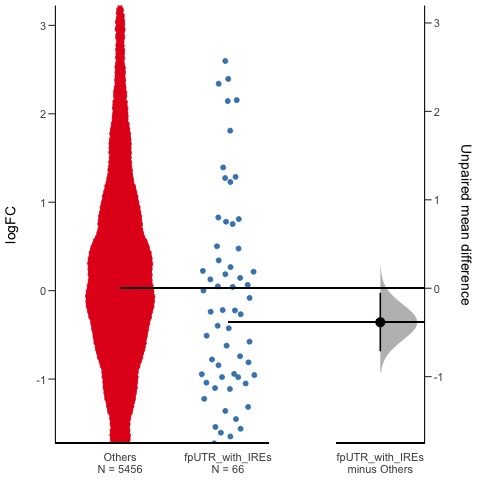 3
2
1
0
-1
logFC
Others
N = 5456
fpUTR_with_IREs
N = 66
3
2
1
0
-1
Unpaired mean difference
fpUTR_with_IREs
minus Others